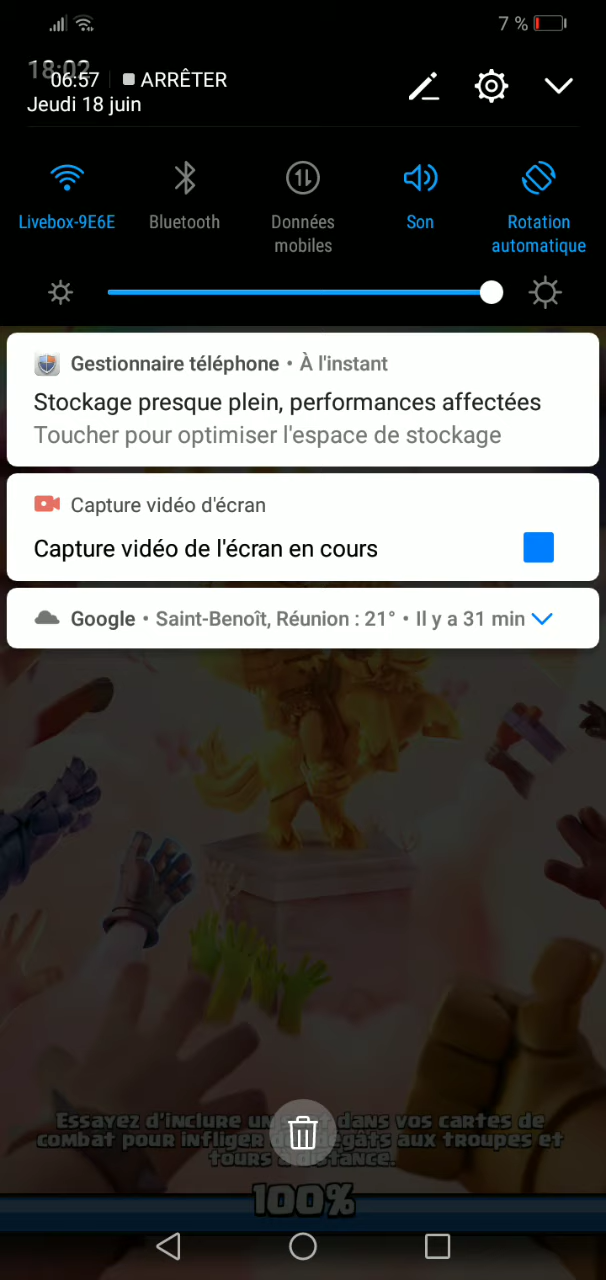 7 %
18:02
06:57 ARRÊTER
Jeudi 18 juin
Livebox-9E6E
Bluetooth
Données
mobiles
Son
Rotation
automatique
Gestionnaire téléphone • À l'instant
Stockage presque plein, performances affectées
Toucher pour optimiser l'espace de stockage
Capture vidéo d'écran
Capture vidéo de l'écran en cours
Google • Saint-Benoît, Réunion : 21° • Il y a 31 min
Essayez d'inclure un dans vos cartes de
combat pour infliger dégâts aux troupes et
tours à distance.
100%